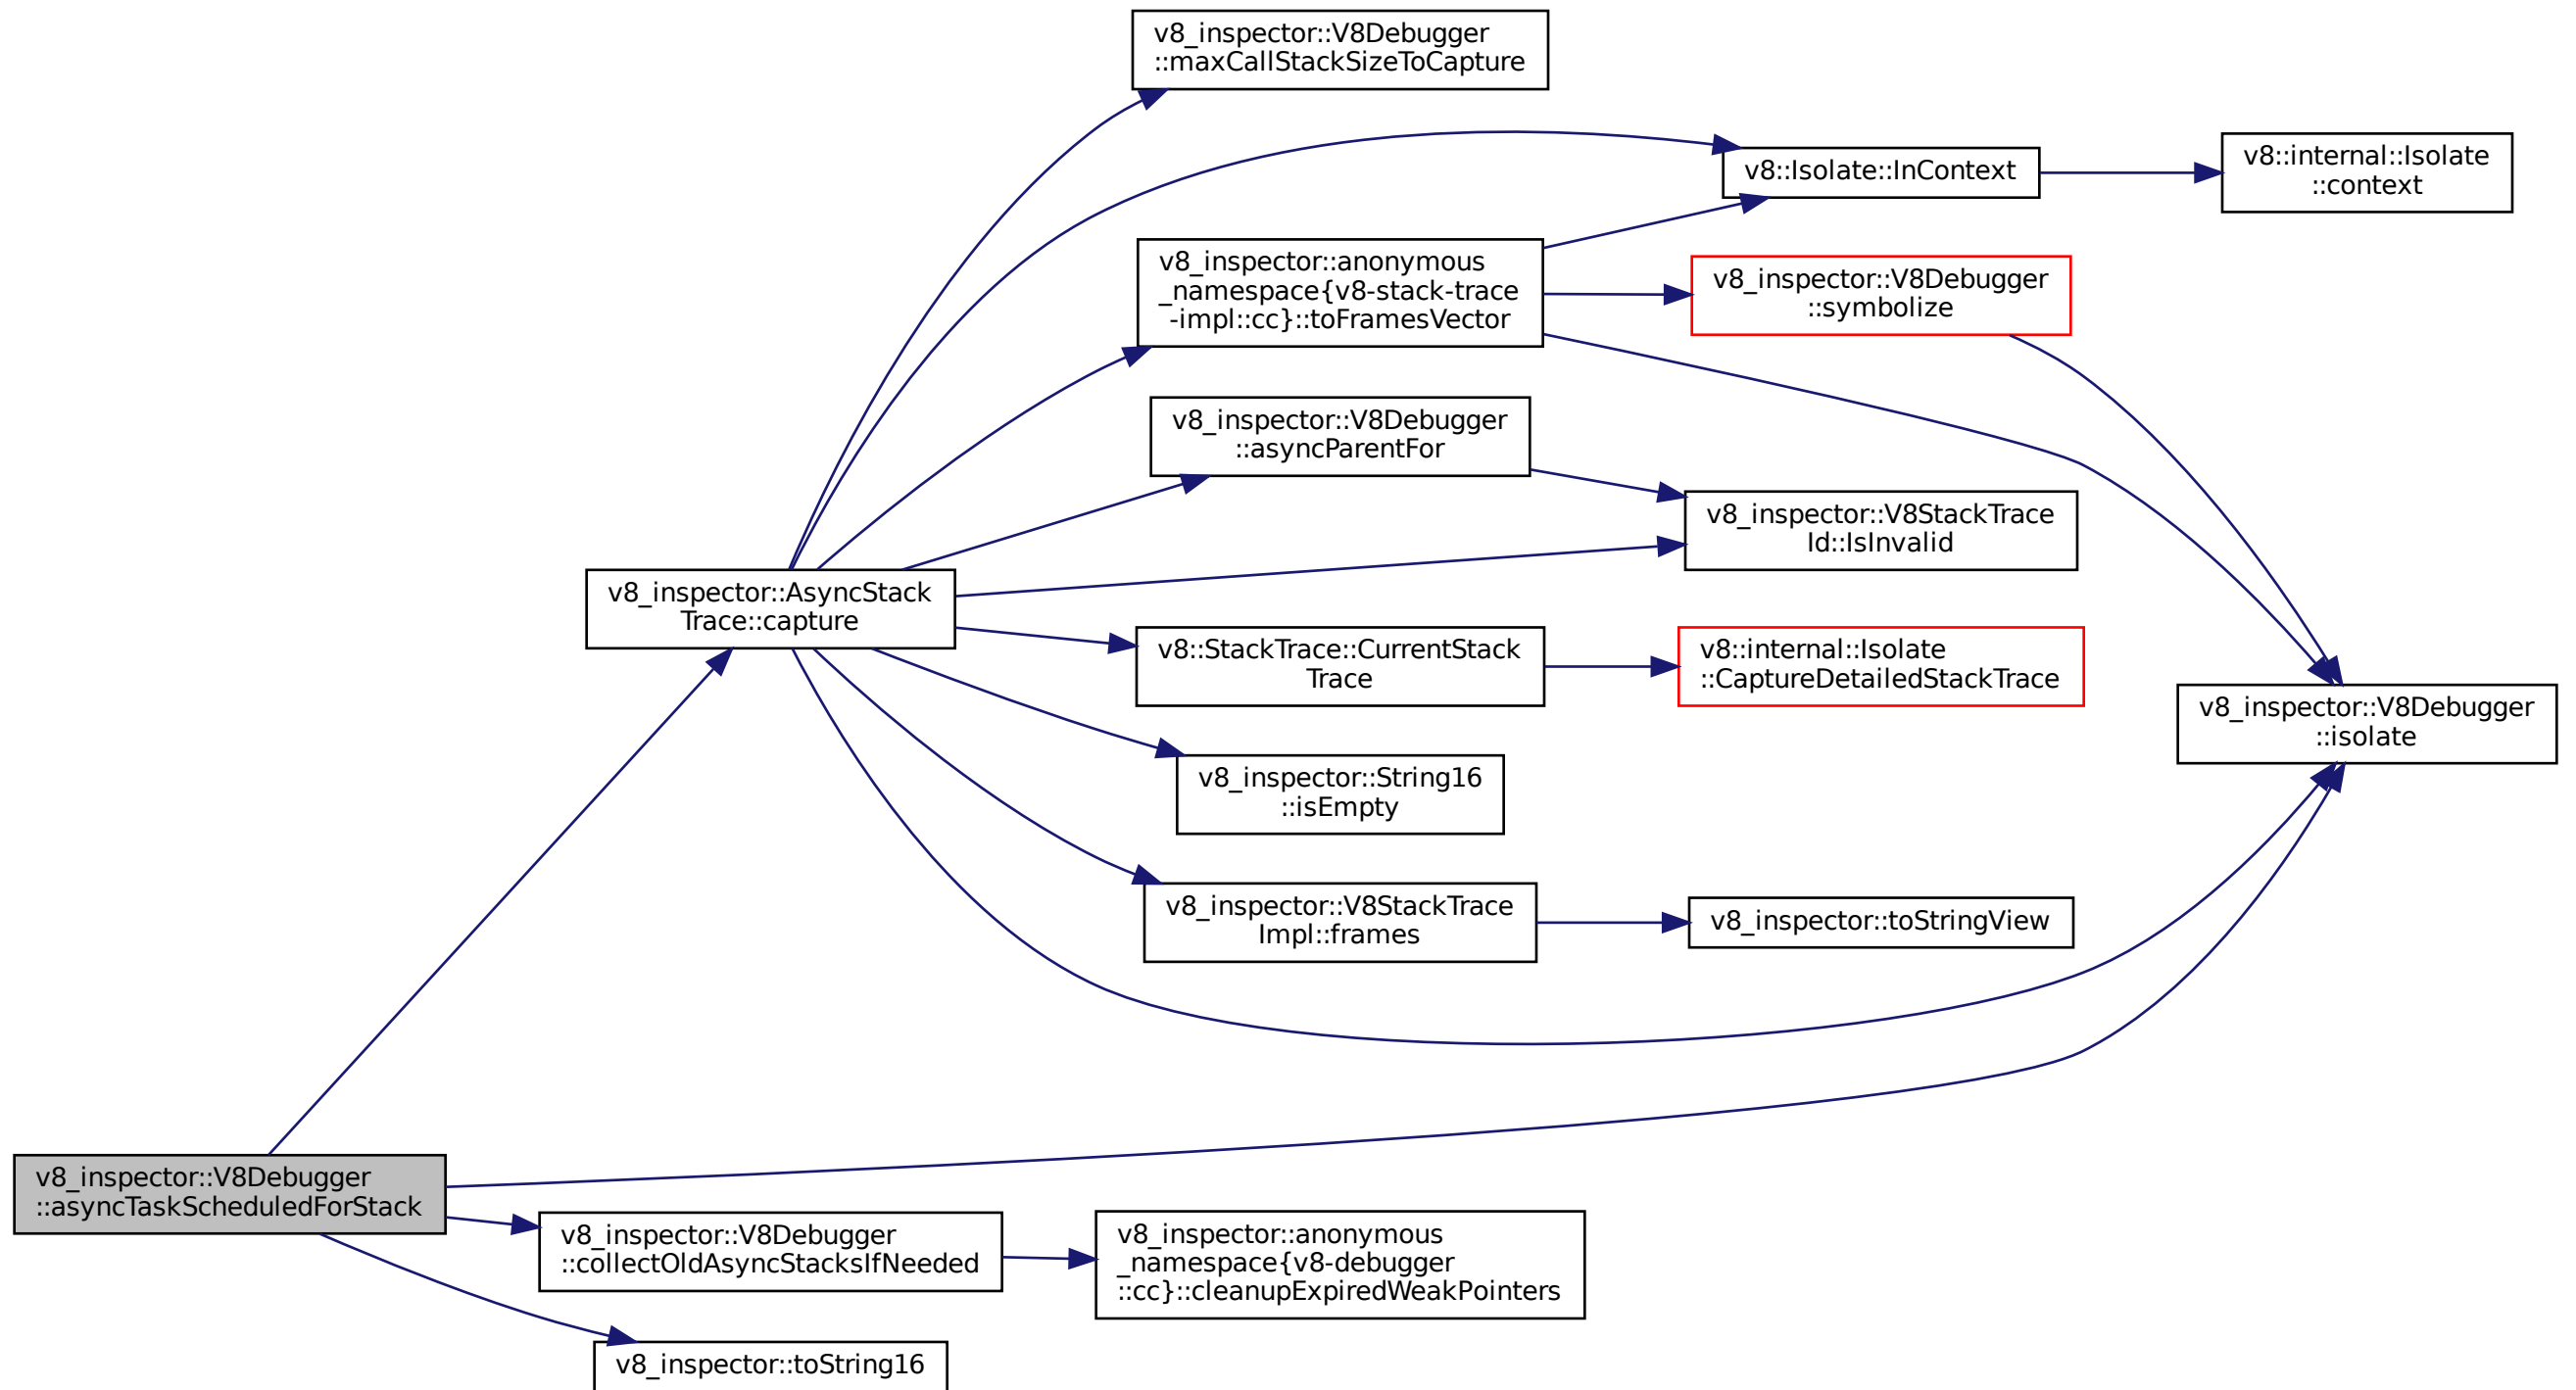 v8_inspector::V8Debugger
::maxCallStackSizeToCapture
v8::Isolate::InContext
v8::internal::Isolate
::context
v8_inspector::anonymous
_namespace{v8-stack-trace
-impl::cc}::toFramesVector
v8_inspector::V8Debugger
::symbolize
v8_inspector::V8Debugger
::asyncParentFor
v8_inspector::V8StackTrace
Id::IsInvalid
v8_inspector::AsyncStack
Trace::capture
v8::StackTrace::CurrentStack
Trace
v8::internal::Isolate
::CaptureDetailedStackTrace
v8_inspector::V8Debugger
::isolate
v8_inspector::String16
::isEmpty
v8_inspector::V8StackTrace
Impl::frames
v8_inspector::toStringView
v8_inspector::V8Debugger
::asyncTaskScheduledForStack
v8_inspector::V8Debugger
::collectOldAsyncStacksIfNeeded
v8_inspector::anonymous
_namespace{v8-debugger
::cc}::cleanupExpiredWeakPointers
v8_inspector::toString16